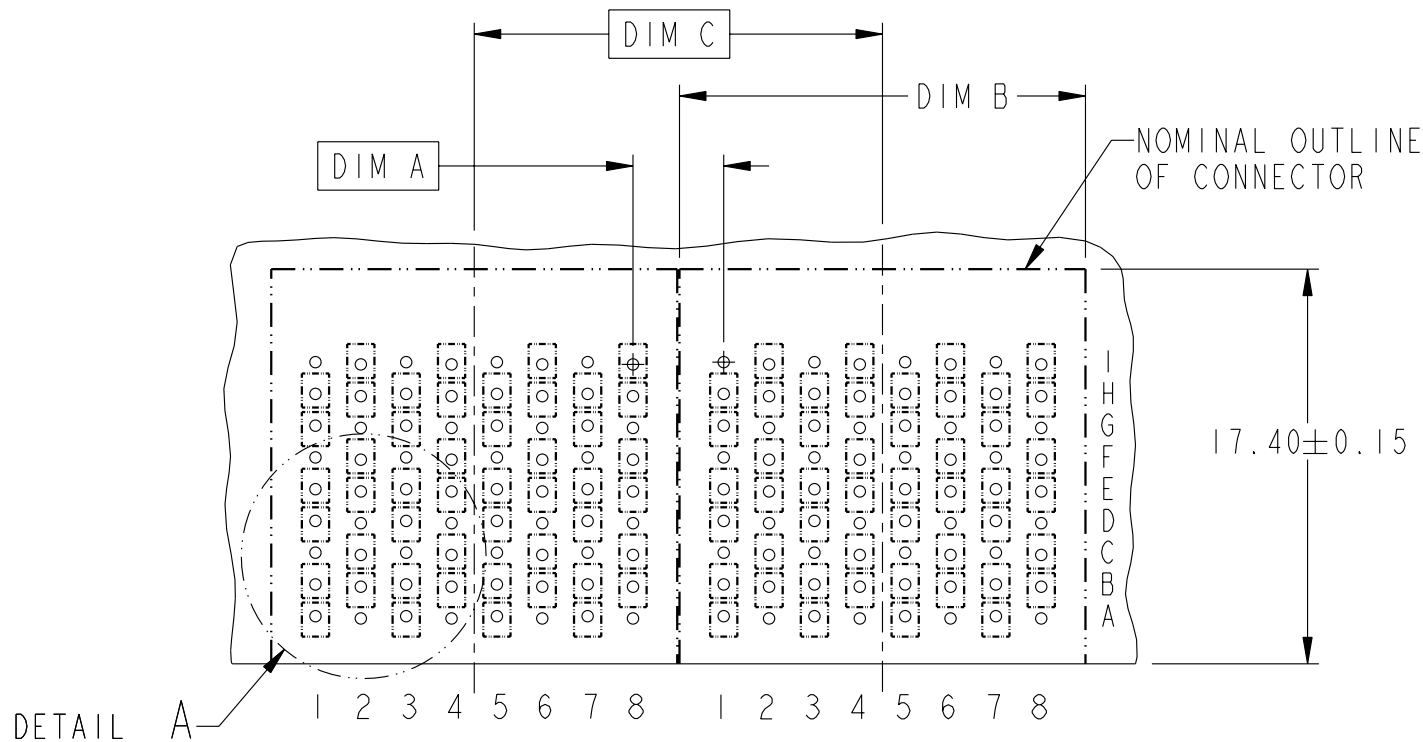 DIM C
DIM B
DIM A
NOMINAL OUTLINE
OF CONNECTOR
I
H
G
F
E
D
C
B
A
17.40±0.15
1 2 3 4 5 6 7 8 1 2 3 4 5 6 7 8
DETAIL A